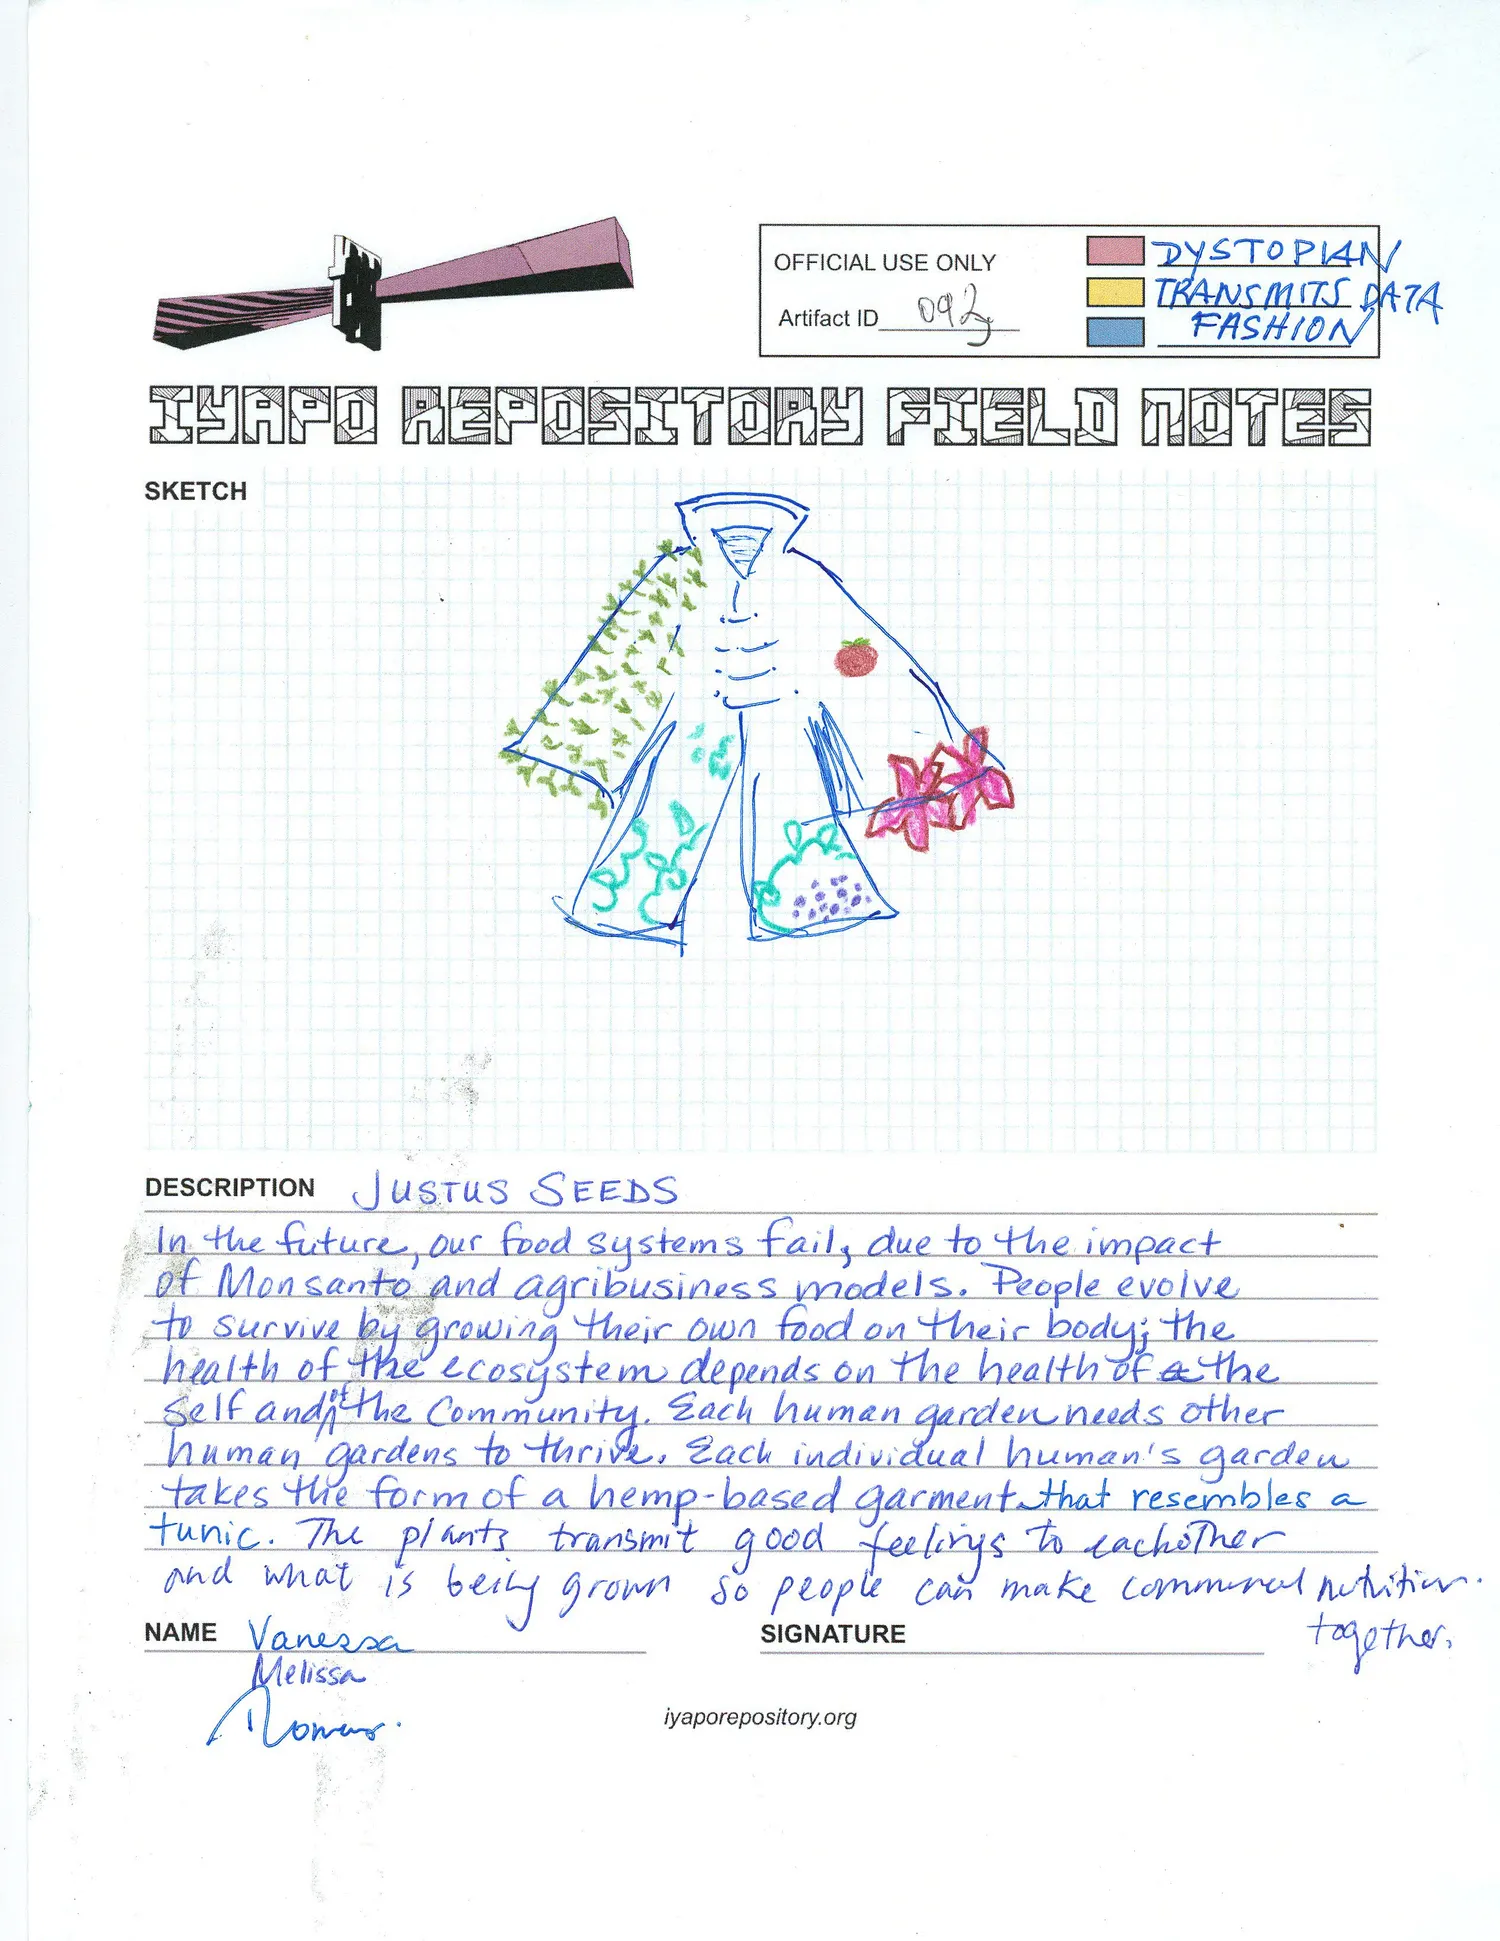 OFFICIAL USE ONLY
Artifact ID 092
DYSTOPIAN
TRANSMITS DATA
FASHION
IYAPO REPOSITORY FIELD NOTES
SKETCH
DESCRIPTION JUSTUS SEEDS
In the future, our food systems fail, due to the impact
of Monsanto and agribusiness models. People evolve
to survive by growing their own food on their body; the
health of the ecosystem depends on the health of the
self and of the Community. Each human garden needs other
human gardens to thrive. Each individual human's garden
takes the form of a hemp-based garment that resembles a
tunic. The plants transmit good feelings to eachother
and what is being grown so people can make communal nutrition
together.
NAME Vanessa
SIGNATURE
Melissa
iyaporepository.org